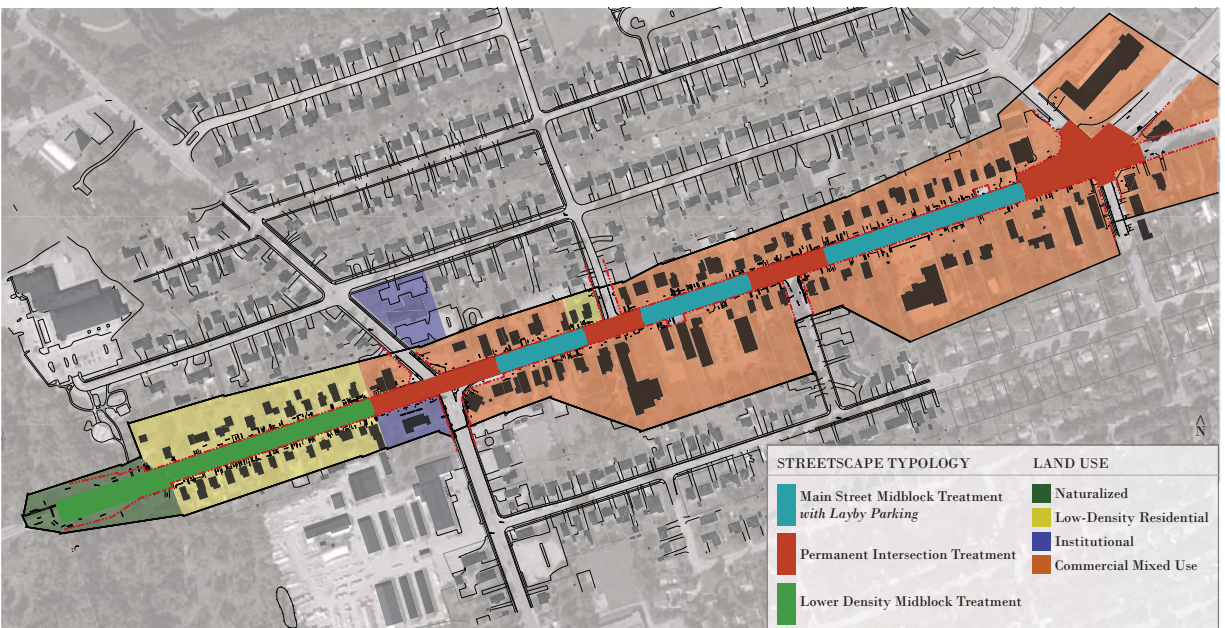 N
STREETSCAPE TYPOLOGY
Main Street Midblock Treatment
with Layby Parking
Permanent Intersection Treatment
Lower Density Midblock Treatment
LAND USE
Naturalized
Low-Density Residential
Institutional
Commercial Mixed Use